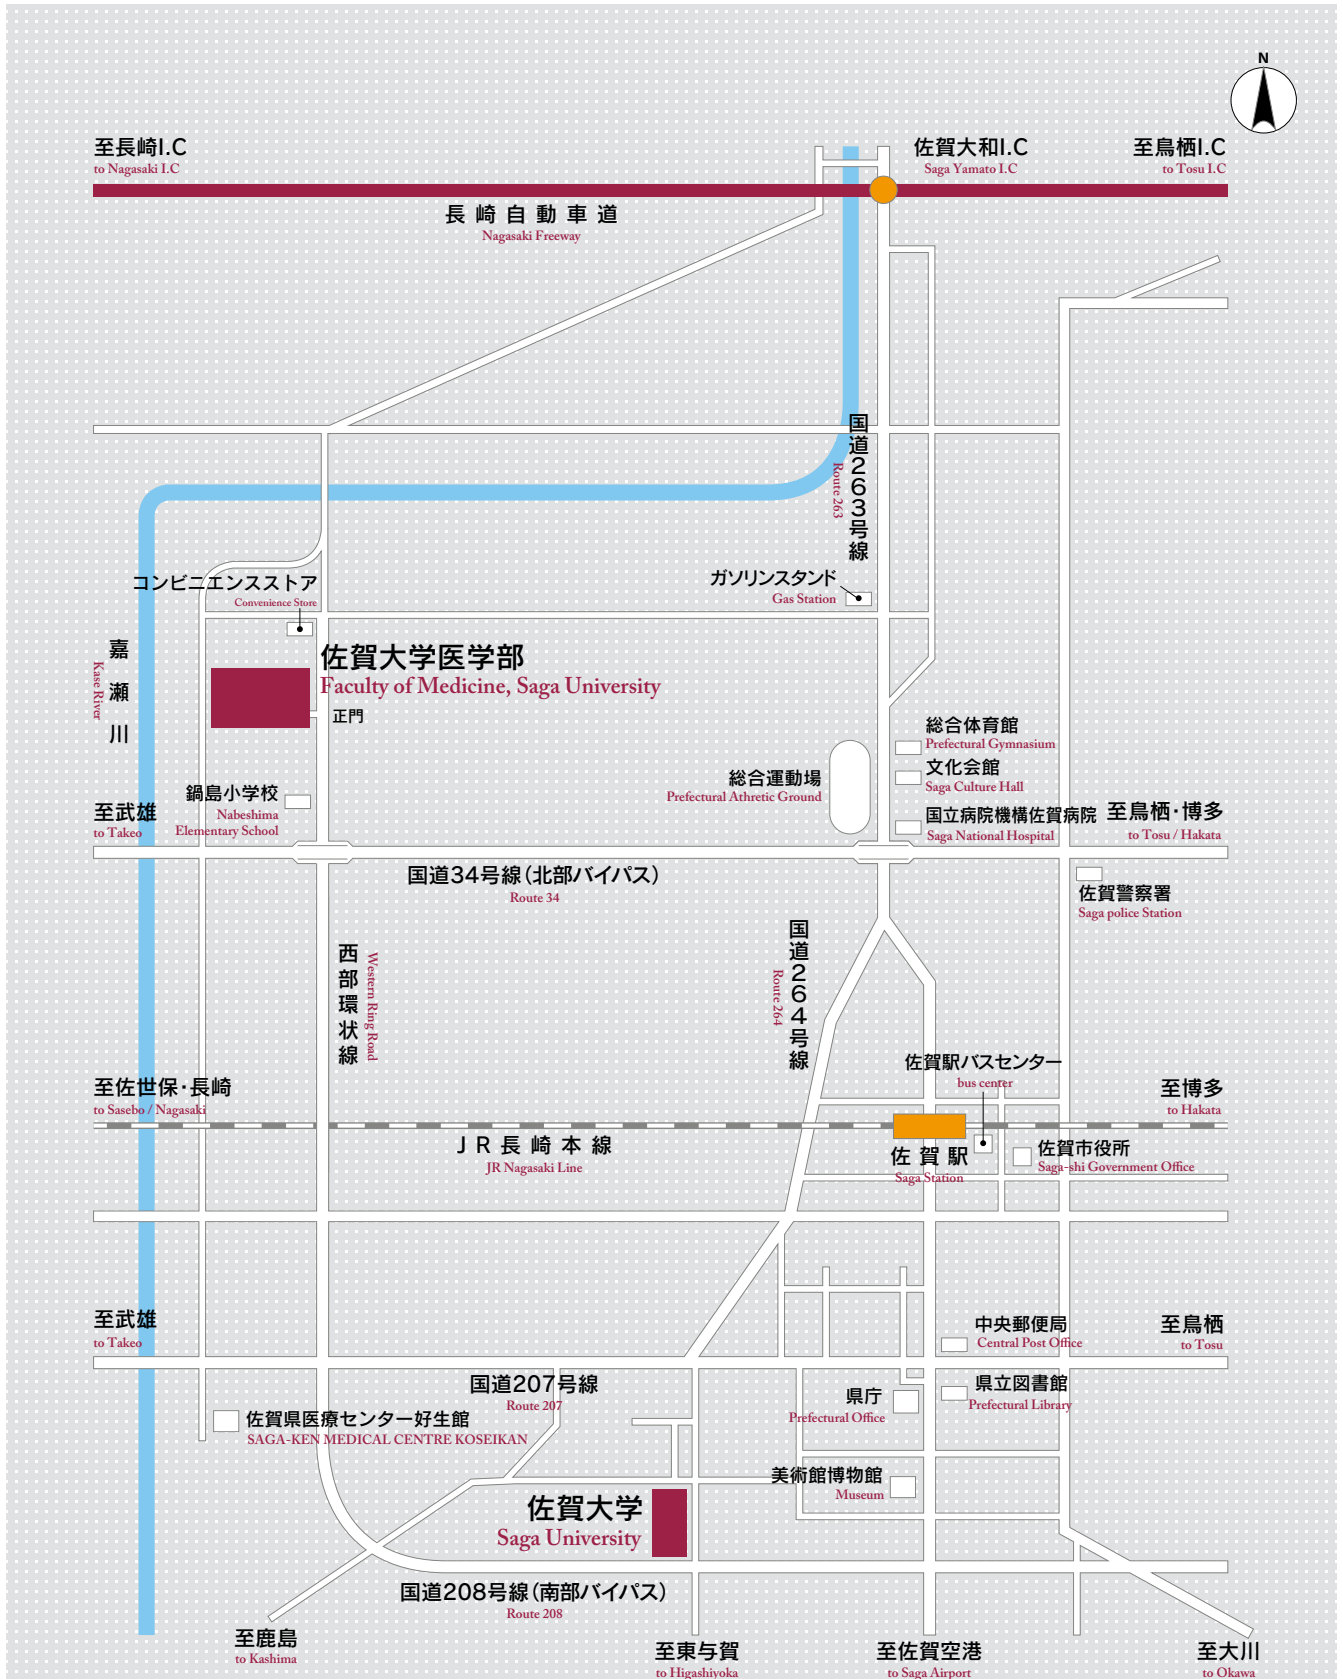 N
至長崎I.C
to Nagasaki I.C
佐賀大和I.C
Saga Yamato I.C
至鳥栖I.C
to Tosu I.C
長崎自動車道
Nagasaki Freeway
国道263号線
Route 263
コンビニエンスストア
Convenience Store
ガソリンスタンド
Gas Station
嘉瀬川
Kase River
佐賀大学医学部
Faculty of Medicine, Saga University
正門
総合体育館
Prefectural Gymnasium
文化会館
Saga Culture Hall
総合運動場
Prefectural Athretic Ground
国立病院機構佐賀病院
Saga National Hospital
鍋島小学校
Nabeshima
Elementary School
至武雄
to Takeo
至鳥栖・博多
to Tosu / Hakata
国道34号線(北部バイパス)
Route 34
佐賀警察署
Saga police Station
西部環状線
Western Ring Road
国道264号線
Route 264
佐賀駅バスセンター
bus center
至佐世保・長崎
to Sasebo / Nagasaki
至博多
to Hakata
JR長崎本線
JR Nagasaki Line
佐賀駅
Saga Station
佐賀市役所
Saga-shi Government Office
至武雄
to Takeo
中央郵便局
Central Post Office
至鳥栖
to Tosu
国道207号線
Route 207
県庁
Prefectural Office
県立図書館
Prefectural Library
佐賀県医療センター好生館
SAGA-KEN MEDICAL CENTRE KOSEIKAN
美術館博物館
Museum
佐賀大学
Saga University
国道208号線(南部バイパス)
Route 208
至鹿島
to Kashima
至東与賀
to Higashiyoka
至佐賀空港
to Saga Airport
至大川
to Okawa